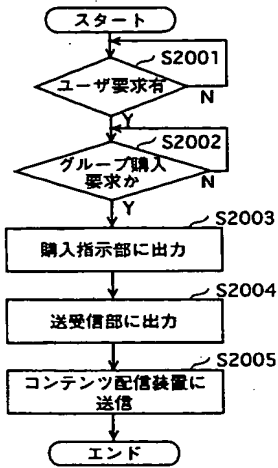 スタート
S2001
ユーザ要求有
N
Y
S2002
グループ購入
要求か
N
Y
S2003
購入指示部に出力
S2004
送受信部に出力
S2005
コンテンツ配信装置に
送信
エンド